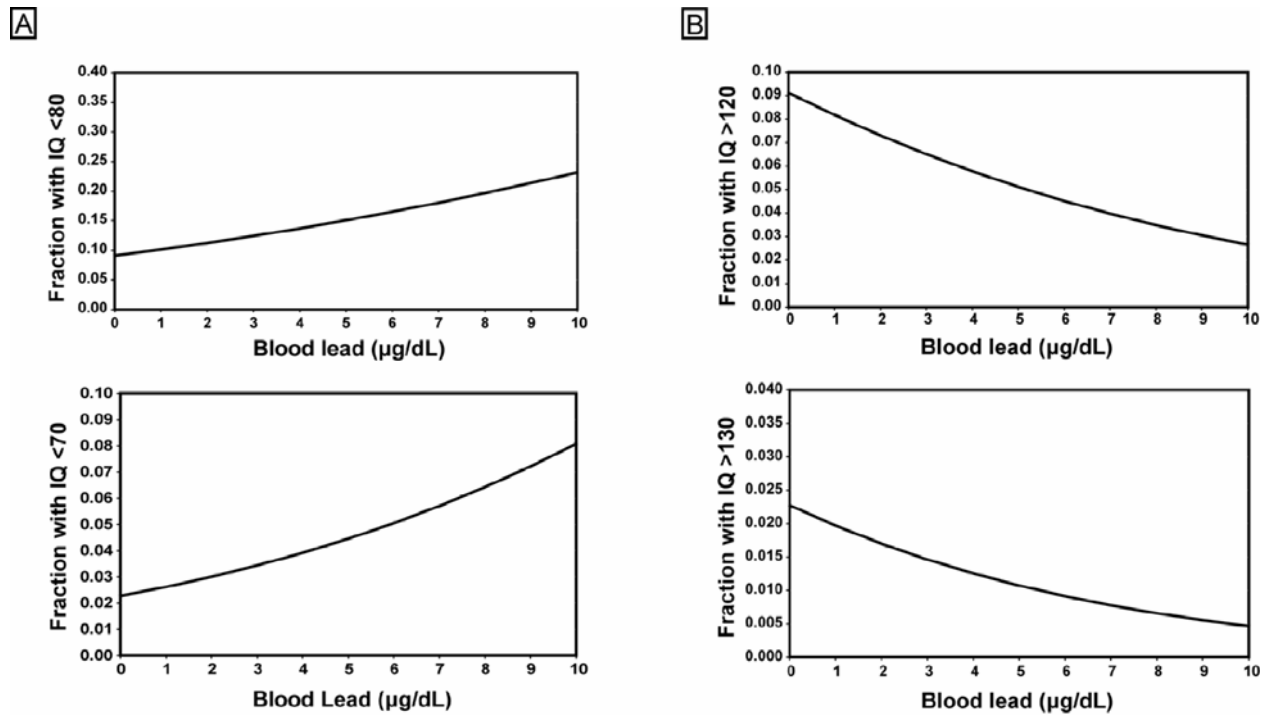 A
Fraction with IQ <80
0.40
0.35
0.30
0.25
0.20
0.15
0.10
0.05
0.00
0 1 2 3 4 5 6 7 8 9 10
Blood lead (µg/dL)
Fraction with IQ <70
0.10
0.09
0.08
0.07
0.06
0.05
0.04
0.03
0.02
0.01
0.00
0 1 2 3 4 5 6 7 8 9 10
Blood Lead (µg/dL)
B
Fraction with IQ >120
0.10
0.09
0.08
0.07
0.06
0.05
0.04
0.03
0.02
0.01
0.00
0 1 2 3 4 5 6 7 8 9 10
Blood lead (µg/dL)
Fraction with IQ >130
0.040
0.035
0.030
0.025
0.020
0.015
0.010
0.005
0.000
0 1 2 3 4 5 6 7 8 9 10
Blood lead (µg/dL)